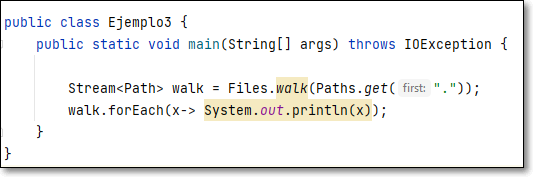 public class Ejemplo3 {
public static void main(String[] args) throws IOException {
Stream<Path> walk = Files.walk(Paths.get( first: "."));
walk.forEach(x-> System.out.println(x));
}
}